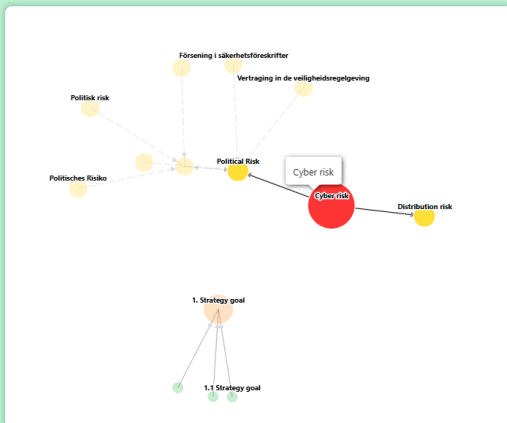 Försening i säkerhetsföreskrifter
Vertraging in de veiligheidsregelgeving
Politisk risk
Political Risk
Cyber risk
Politisches Risiko
Cyber risk
Distribution risk
1. Strategy goal
1.1 Strategy goal